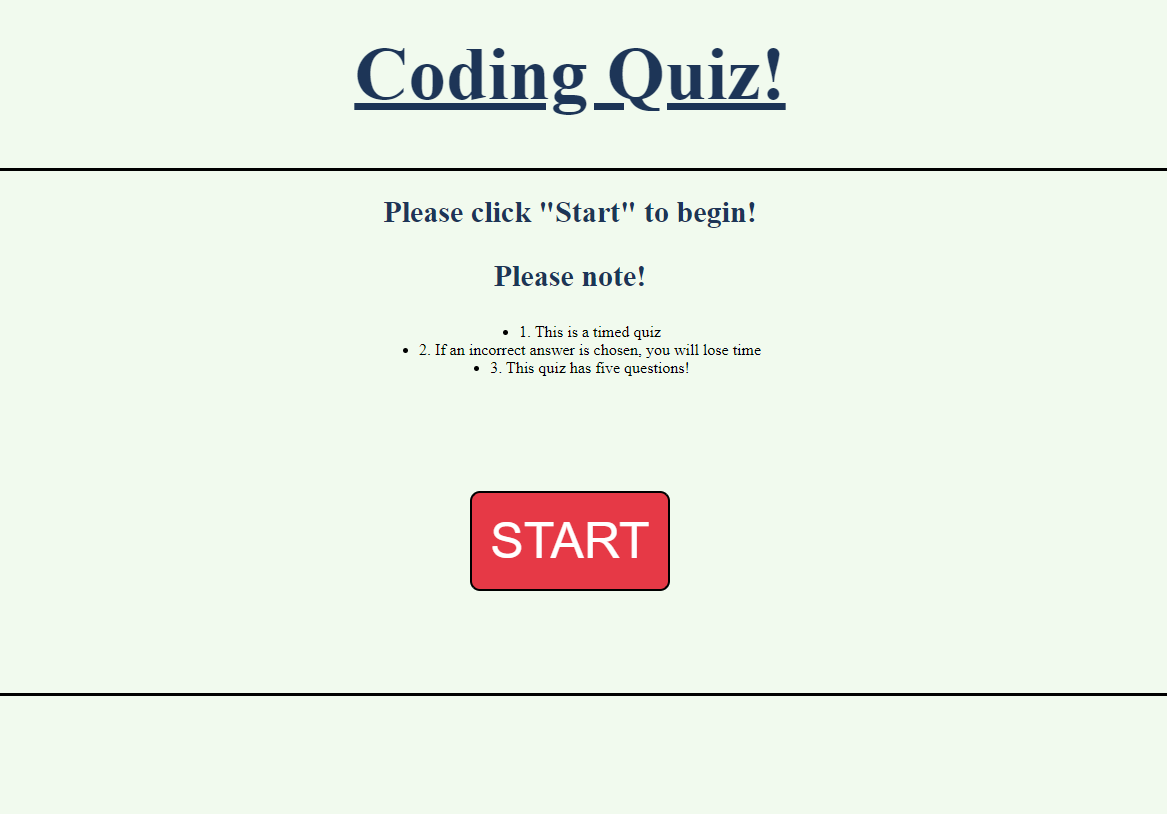 Coding Quiz!
Please click "Start" to begin!
Please note!
• 1. This is a timed quiz
• 2. If an incorrect answer is chosen, you will lose time
• 3. This quiz has five questions!
START